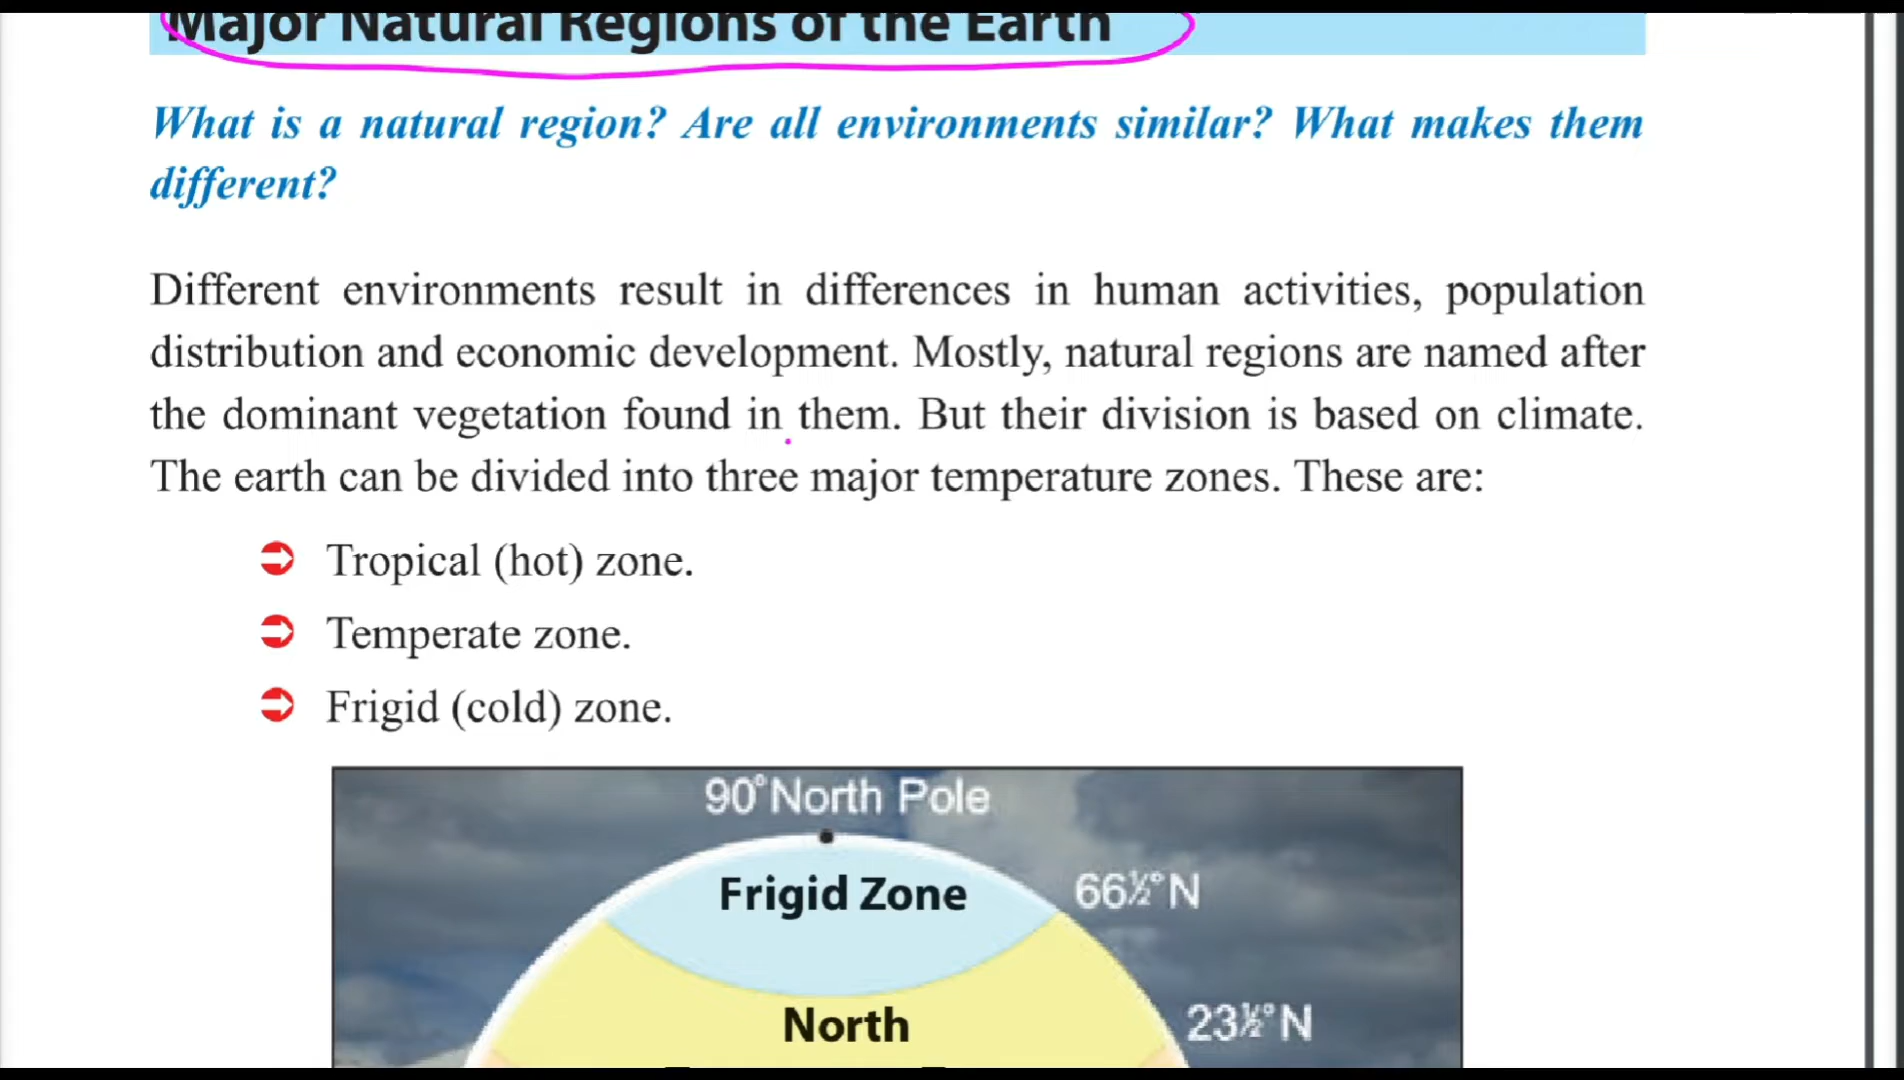 Major Natural Regions of the Earth
What is a natural region? Are all environments similar? What makes them
different?
Different environments result in differences in human activities, population
distribution and economic development. Mostly, natural regions are named after
the dominant vegetation found in them. But their division is based on climate.
The earth can be divided into three major temperature zones. These are:
Tropical (hot) zone.
Temperate zone.
Frigid (cold) zone.
90°North Pole
Frigid Zone
66½°N
North
23½°N